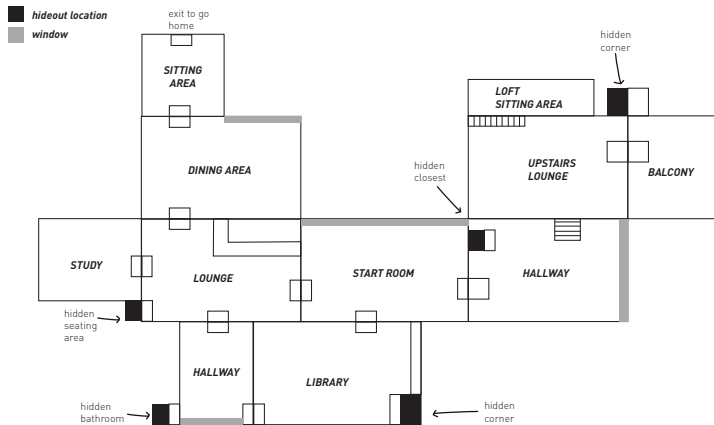 hideout location
window
exit to go
home
hidden
corner
SITTING
AREA
LOFT
SITTING AREA
DINING AREA
hidden
closest
UPSTAIRS
LOUNGE
BALCONY
STUDY
LOUNGE
START ROOM
HALLWAY
hidden
seating
area
HALLWAY
LIBRARY
hidden
bathroom
hidden
corner